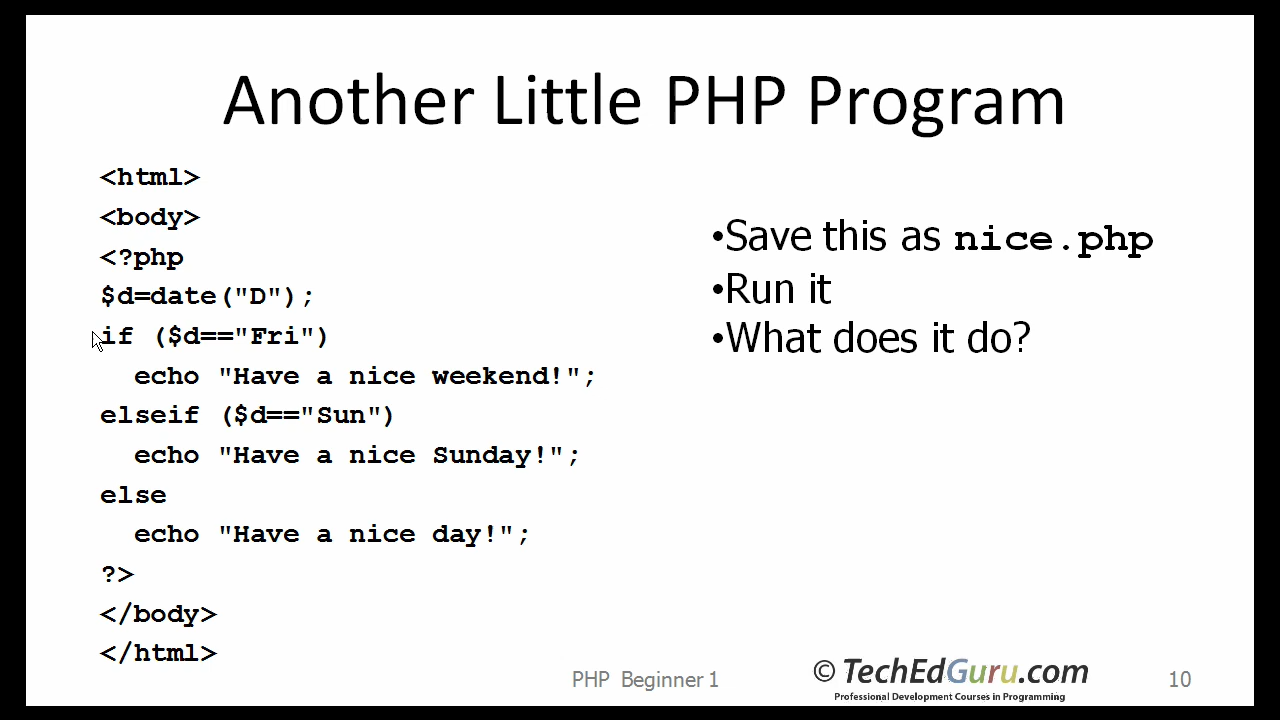 Another Little PHP Program
<html>
<body>
<?php
$d=date("D");
if ($d=="Fri")
  echo "Have a nice weekend!";
elseif ($d=="Sun")
  echo "Have a nice Sunday!";
else
  echo "Have a nice day!";
?>
</body>
</html>
•Save this as nice.php
•Run it
•What does it do?
PHP Beginner 1
© TechEdGuru.com
Professional Development Courses in Programming
10